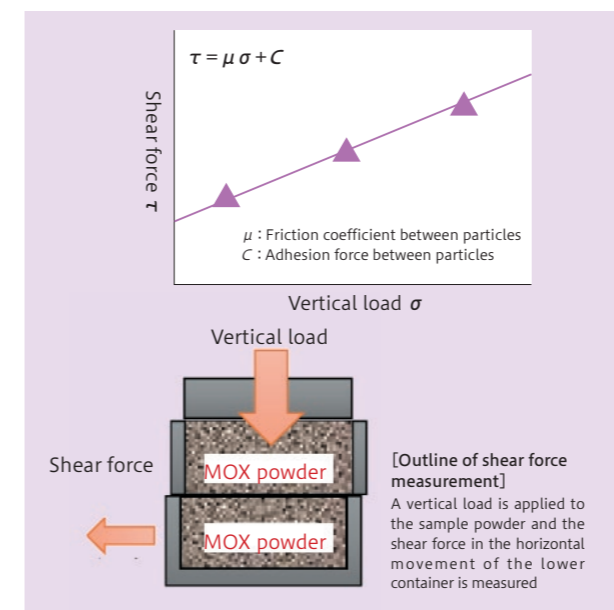 τ = μ σ + C
Shear force τ
μ : Friction coefficient between particles
C : Adhesion force between particles
Vertical load σ
Vertical load
Shear force
MOX powder
MOX powder
[Outline of shear force
measurement]
A vertical load is applied to
the sample powder and the
shear force in the horizontal
movement of the lower
container is measured